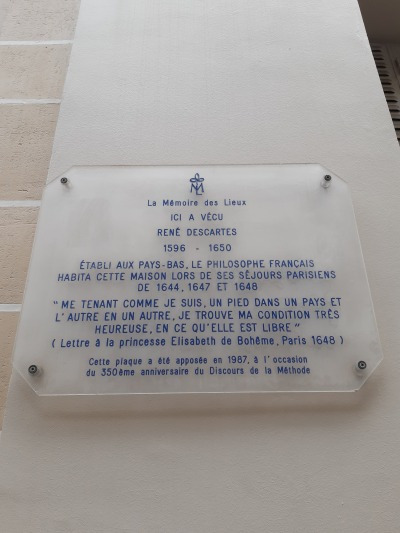 La Mémoire des Lieux
ICI A VÉCU
RENÉ DESCARTES
1596 - 1650
ÉTABLI AUX PAYS-BAS, LE PHILOSOPHE FRANÇAIS
HABITA CETTE MAISON LORS DE SES SÉJOURS PARISIENS
DE 1644, 1647 ET 1648
"ME TENANT COMME JE SUIS, UN PIED DANS UN PAYS ET
L'AUTRE EN UN AUTRE, JE TROUVE MA CONDITION TRÈS
HEUREUSE, EN CE QU'ELLE EST LIBRE"
( Lettre à la princesse Elisabeth de Bohême, Paris 1648 )
Cette plaque a été apposée en 1987, à l'occasion
du 350ème anniversaire du Discours de la Méthode